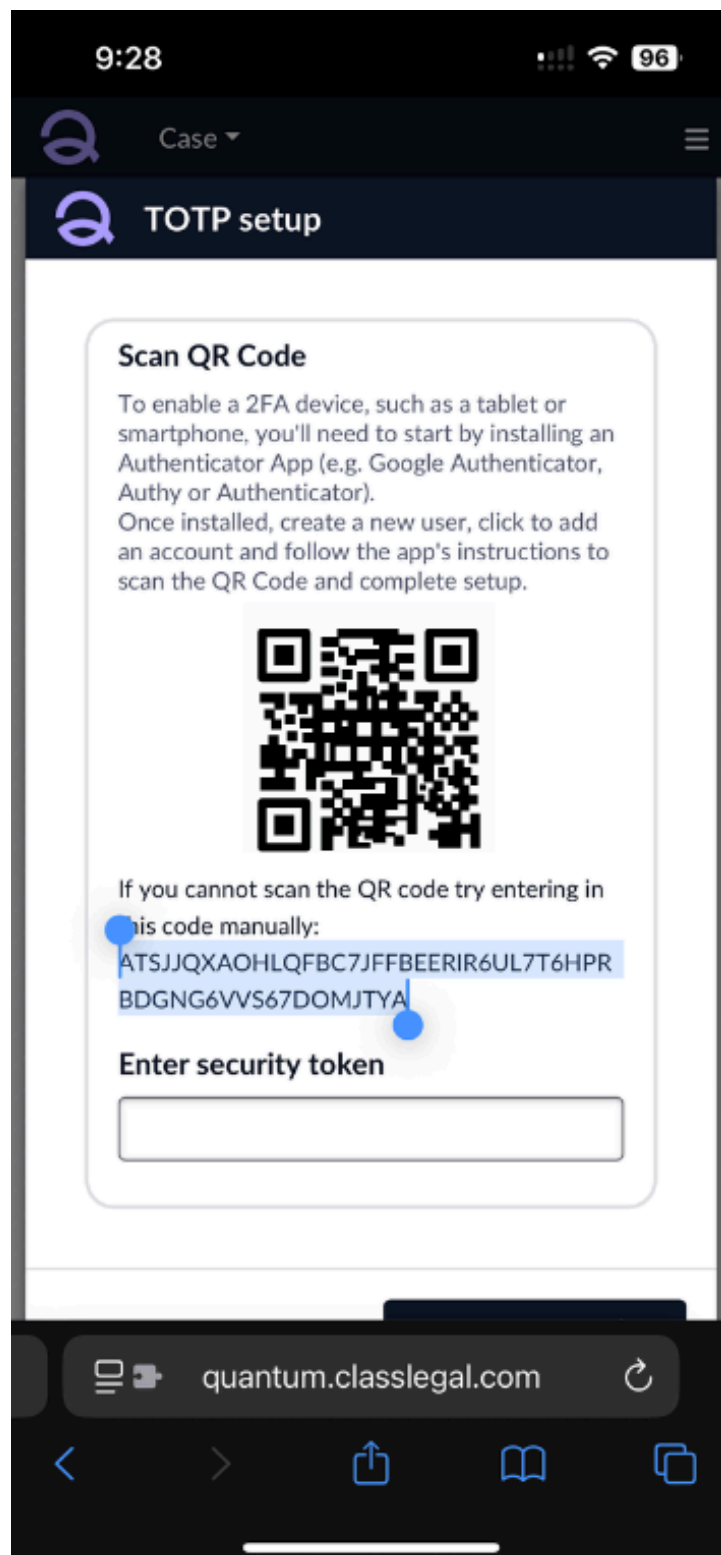 9:28
96
Case
TOTP setup
Scan QR Code
To enable a 2FA device, such as a tablet or
smartphone, you'll need to start by installing an
Authenticator App (e.g. Google Authenticator,
Authy or Authenticator).
Once installed, create a new user, click to add
an account and follow the app's instructions to
scan the QR Code and complete setup.
If you cannot scan the QR code try entering in
this code manually:
ATSJJQXAOHLQFBC7JFFBEERIR6UL7T6HPR
BDGNG6VVS67DOMJTYA
Enter security token
quantum.classlegal.com